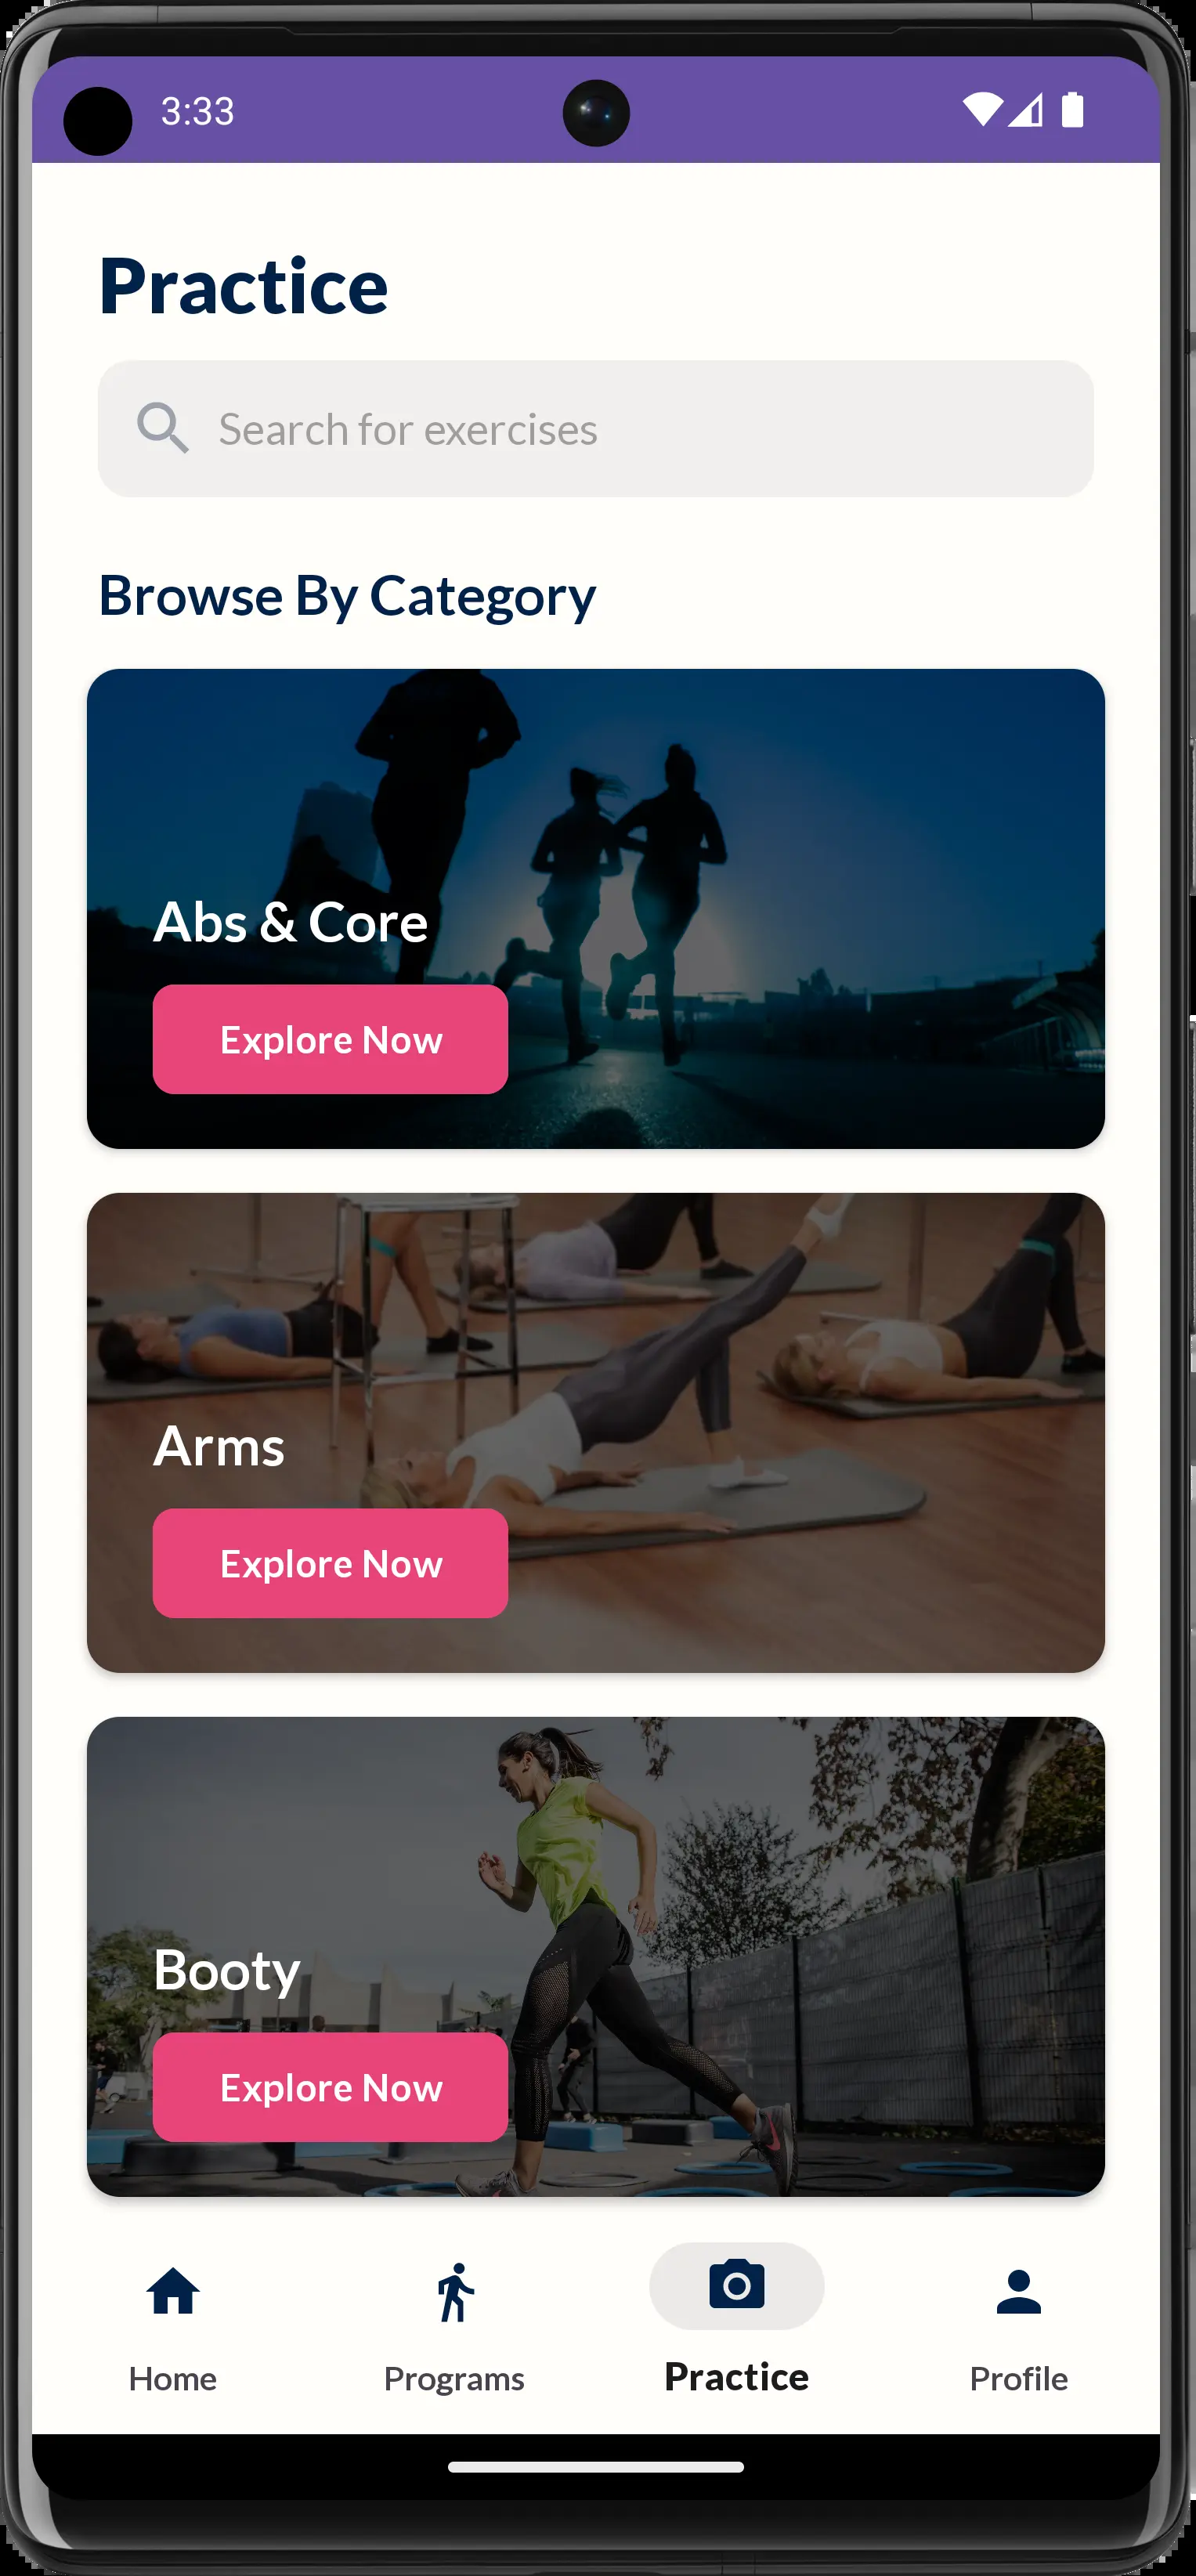 3:33
Practice
Search for exercises
Browse By Category
Abs & Core
Explore Now
Arms
Explore Now
Booty
Explore Now
Home
Programs
Practice
Profile